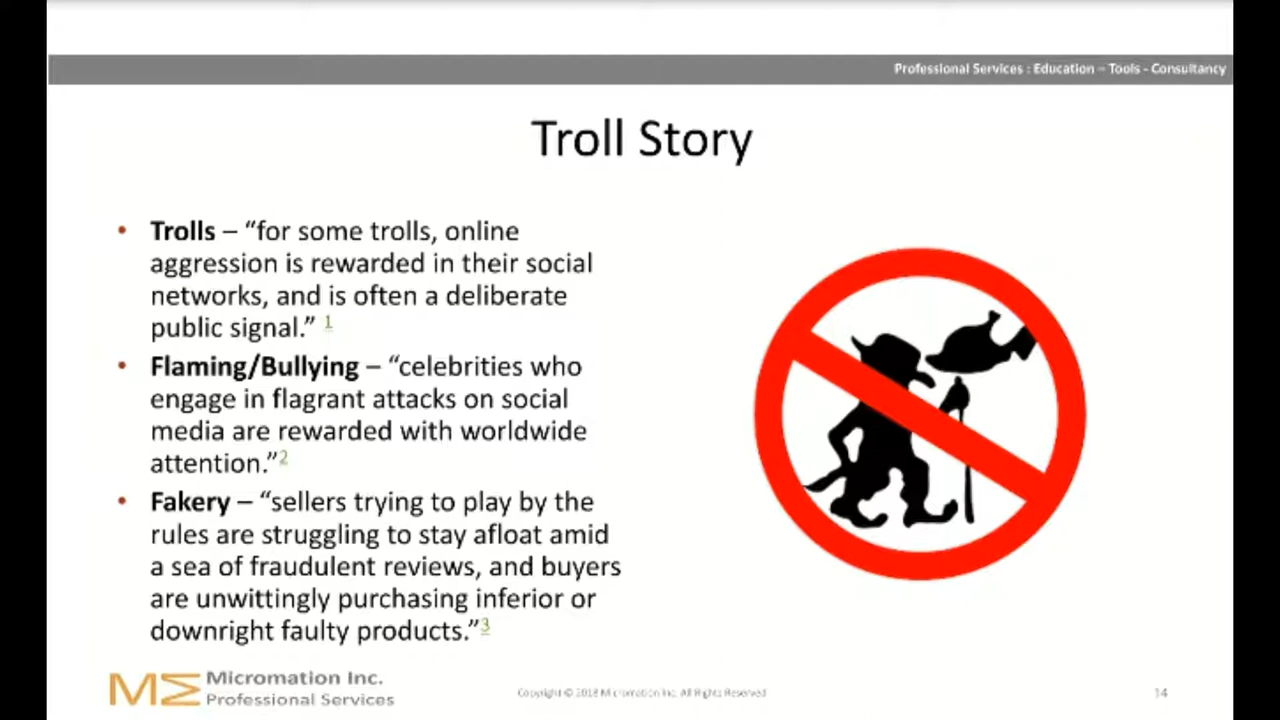 Professional Services : Education – Tools - Consultancy
Troll Story
• Trolls – “for some trolls, online
aggression is rewarded in their social
networks, and is often a deliberate
public signal.” 1
• Flaming/Bullying – “celebrities who
engage in flagrant attacks on social
media are rewarded with worldwide
attention.”2
• Fakery – “sellers trying to play by the
rules are struggling to stay afloat amid
a sea of fraudulent reviews, and buyers
are unwittingly purchasing inferior or
downright faulty products.”3
Micromation Inc.
Professional Services
Copyright © 2018 Micromation Inc. All Rights Reserved
14